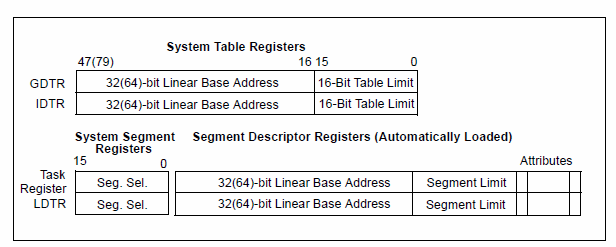 System Table Registers
47(79) 16 15 0
GDTR 32(64)-bit Linear Base Address 16-Bit Table Limit
IDTR 32(64)-bit Linear Base Address 16-Bit Table Limit
System Segment Registers Segment Descriptor Registers (Automatically Loaded)
15 0 Attributes
Task Register Seg. Sel. 32(64)-bit Linear Base Address Segment Limit
LDTR Seg. Sel. 32(64)-bit Linear Base Address Segment Limit